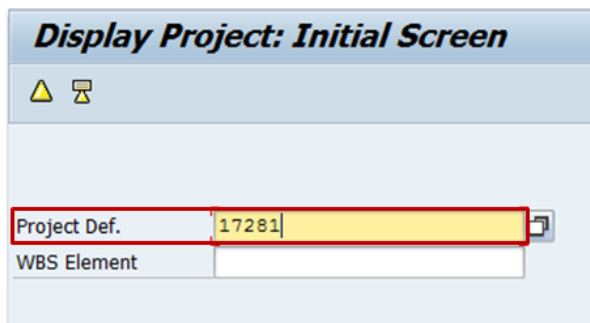 Display Project: Initial Screen
Project Def. 17281
WBS Element